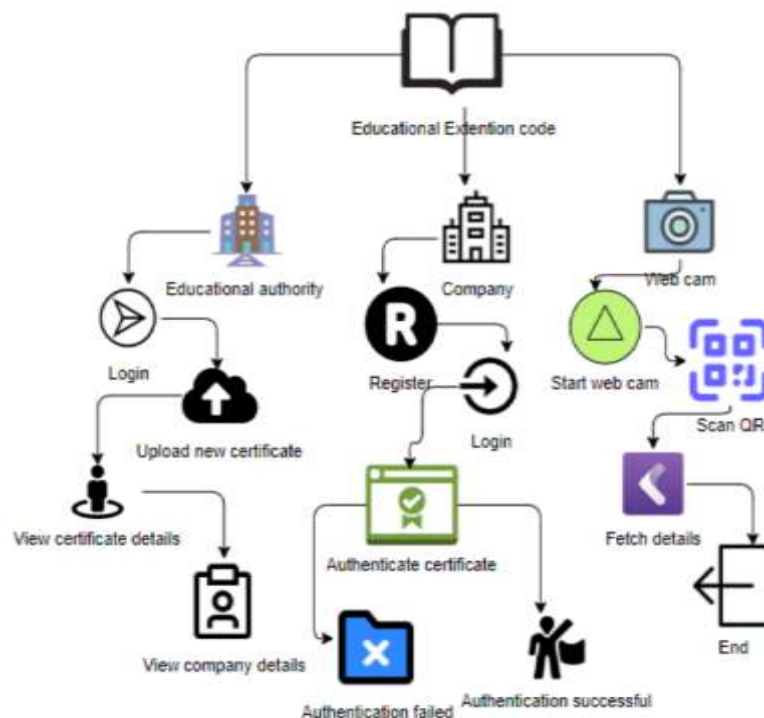 Educational Extention code
Educational authority
Company
Web cam
Login
R
Register
Start web cam
Scan QR
Upload new certificate
Login
View certificate details
Authenticate certificate
Fetch details
View company details
End
Authentication failed
Authentication successful